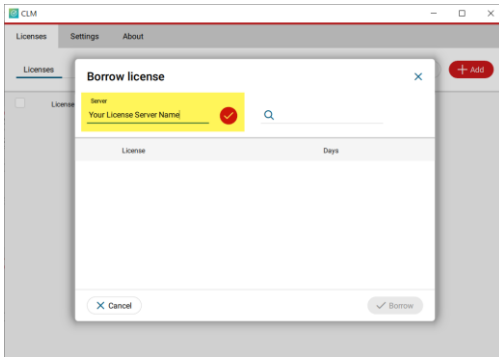 CLM
Licenses Settings About
Licenses
Add
License
Borrow license
Server
Your License Server Name
License Days
Cancel
Borrow